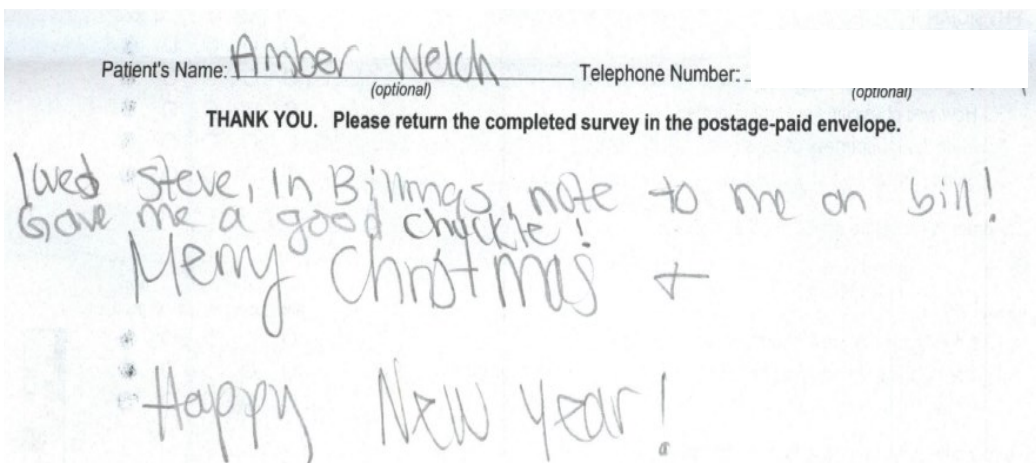 Patient's Name: Amber Welch Telephone Number:
(optional) (optional)
THANK YOU. Please return the completed survey in the postage-paid envelope.
loved Steve, In Billings, note to me on bill!
Gave me a good chuckle!
Merry Christmas +
Happy New Year!